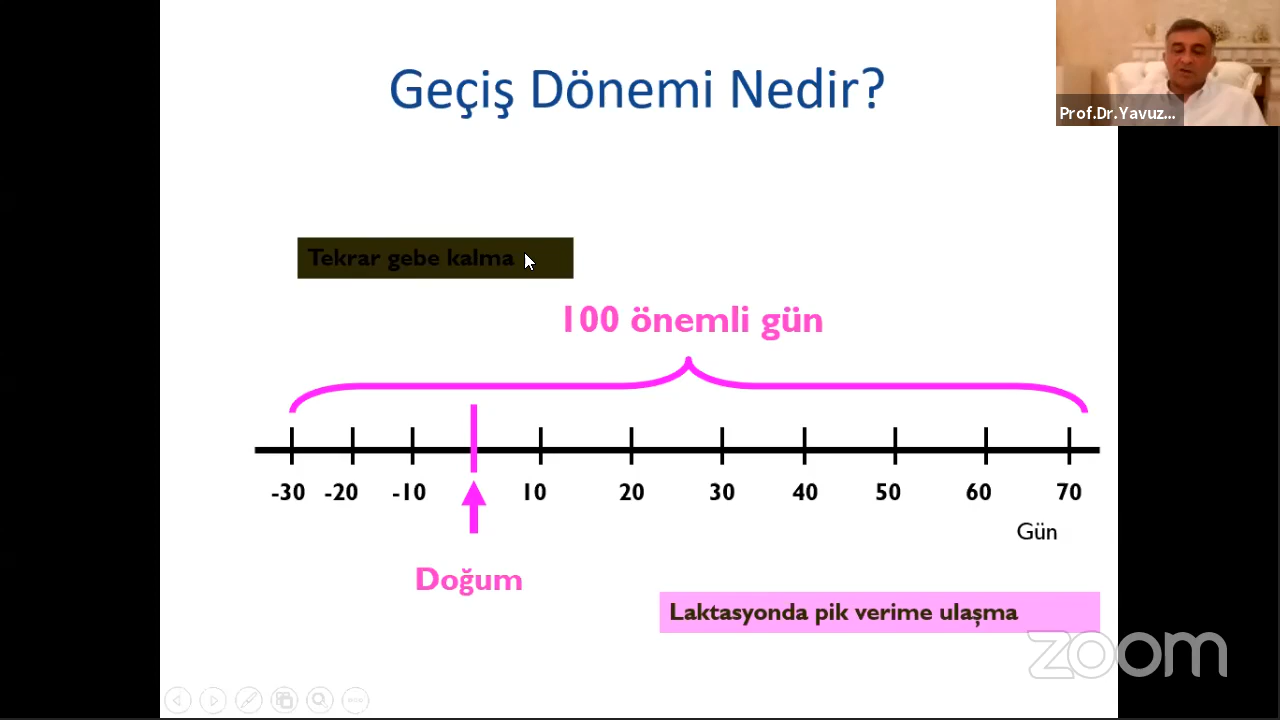 Geçiş Dönemi Nedir?
Prof.Dr.Yavuz...
Tekrar gebe kalma
100 önemli gün
-30 -20 -10 10 20 30 40 50 60 70
Gün
Doğum
Laktasyonda pik verime ulaşma
zoom